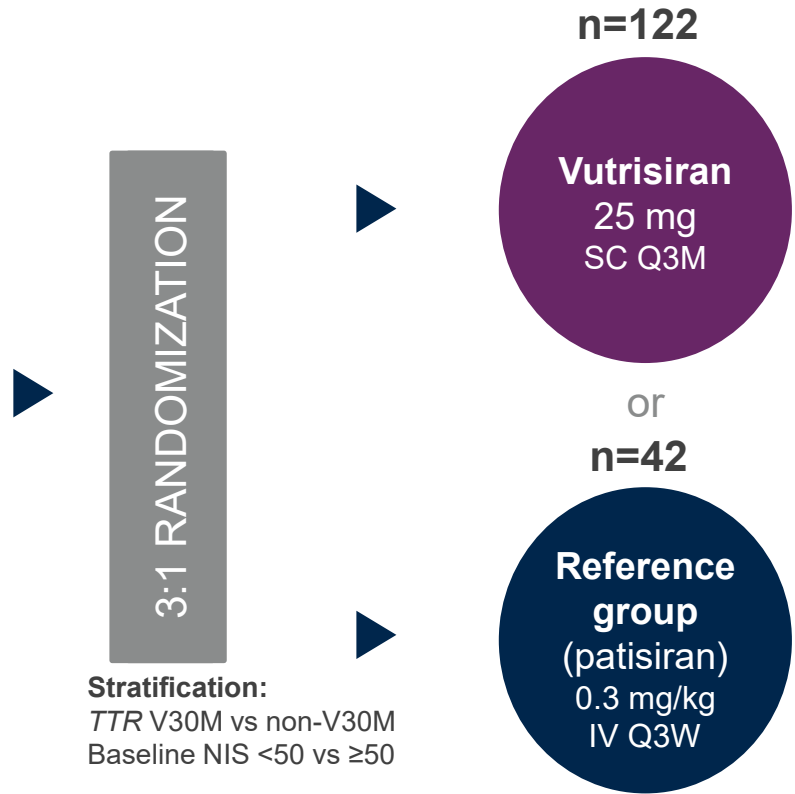 n=122
Vutrisiran
25 mg
SC Q3M
3:1 RANDOMIZATION
or
n=42
Reference
group
(patisiran)
0.3 mg/kg
IV Q3W
Stratification:
TTR V30M vs non-V30M
Baseline NIS <50 vs ≥50